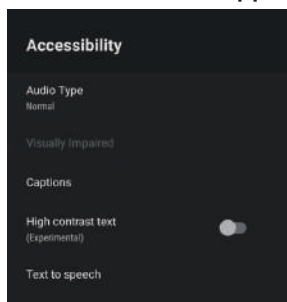 Accessibility
Audio Type
Normal
Visually Impaired
Captions
High contrast text
(Experimental)
Text to speech